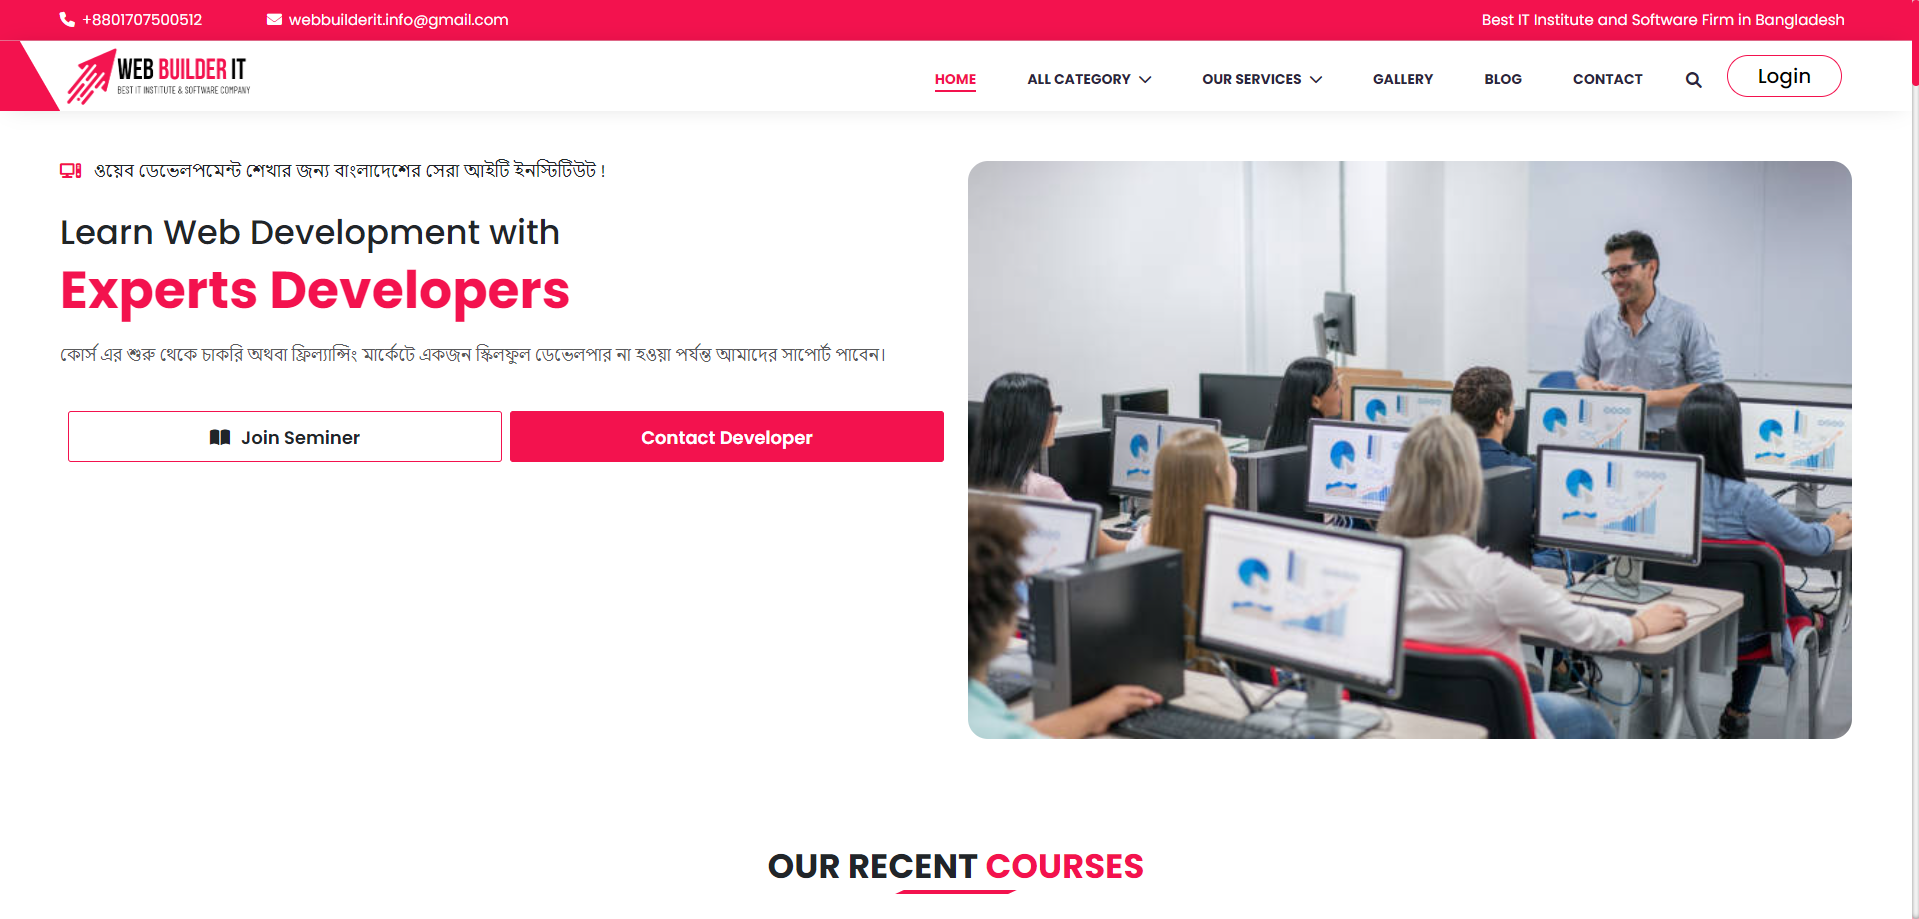 +8801707500512
webbuilderit.info@gmail.com
Best IT Institute and Software Firm in Bangladesh
WEB BUILDER IT
BEST IT INSTITUTE & SOFTWARE COMPANY
HOME
ALL CATEGORY
OUR SERVICES
GALLERY
BLOG
CONTACT
Login
ওয়েব ডেভেলপমেন্ট শেখার জন্য বাংলাদেশের সেরা আইটি ইনস্টিটিউট !
Learn Web Development with
Experts Developers
কোর্স এর শুরু থেকে চাকরি অথবা ফ্রিল্যান্সিং মার্কেটে একজন স্কিলফুল ডেভেলপার না হওয়া পর্যন্ত আমাদের সাপোর্ট পাবেন।
Join Seminer
Contact Developer
OUR RECENT COURSES